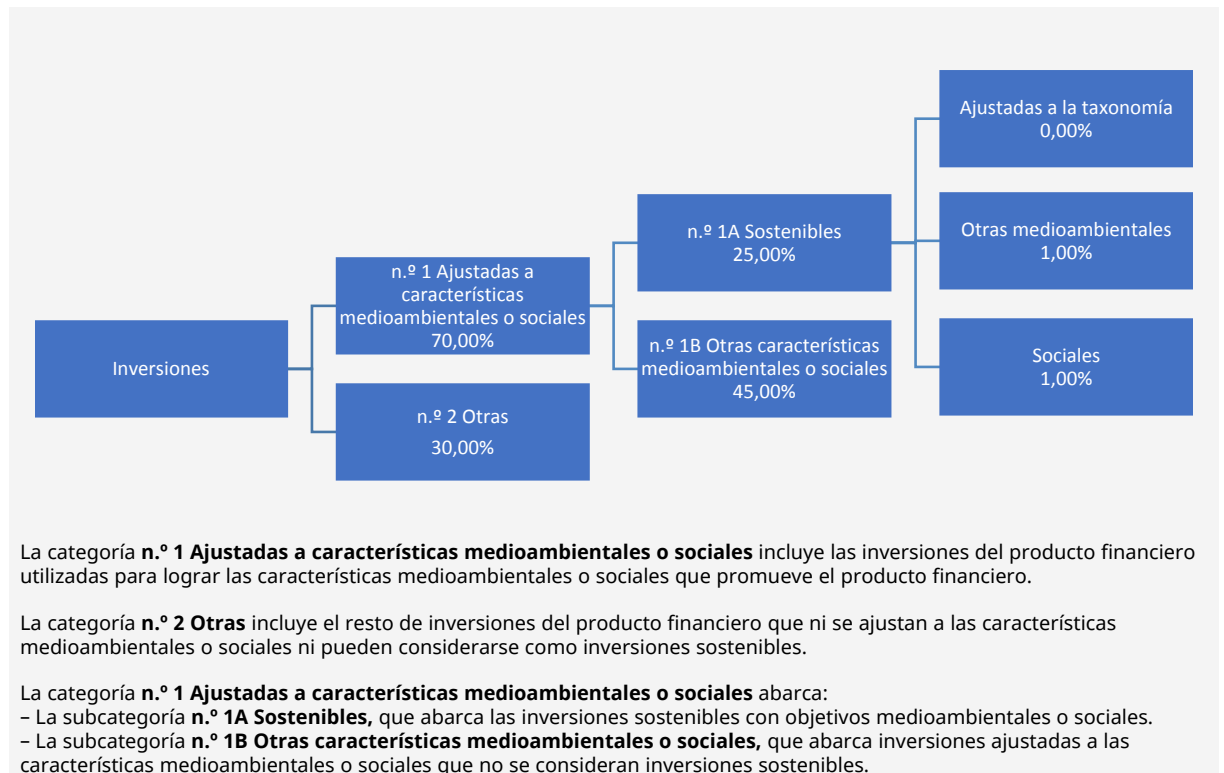 Inversiones
n.º 1 Ajustadas a
características
medioambientales o sociales
70,00%
n.º 2 Otras
30,00%
n.º 1A Sostenibles
25,00%
n.º 1B Otras características
medioambientales o sociales
45,00%
Ajustadas a la taxonomía
0,00%
Otras medioambientales
1,00%
Sociales
1,00%
La categoría n.º 1 Ajustadas a características medioambientales o sociales incluye las inversiones del producto financiero
utilizadas para lograr las características medioambientales o sociales que promueve el producto financiero.
La categoría n.º 2 Otras incluye el resto de inversiones del producto financiero que ni se ajustan a las características
medioambientales o sociales ni pueden considerarse como inversiones sostenibles.
La categoría n.º 1 Ajustadas a características medioambientales o sociales abarca:
– La subcategoría n.º 1A Sostenibles, que abarca las inversiones sostenibles con objetivos medioambientales o sociales.
– La subcategoría n.º 1B Otras características medioambientales o sociales, que abarca inversiones ajustadas a las
características medioambientales o sociales que no se consideran inversiones sostenibles.